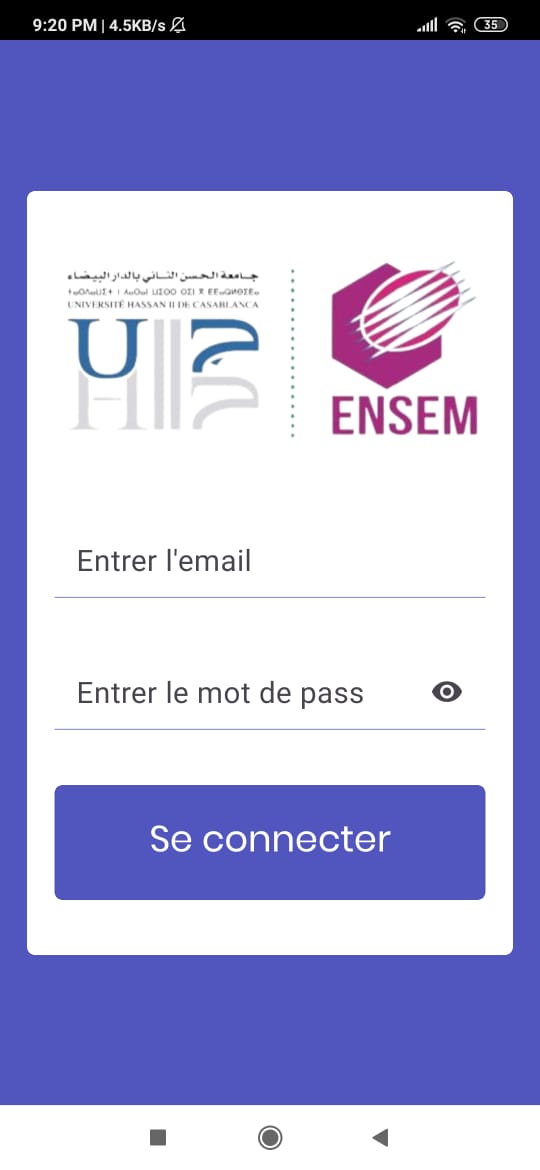 9:20 PM | 4.5KB/s
35
جامعة الحسن الثاني بالدار البيضاء
UNIVERSITÉ HASSAN II DE CASABLANCA
ENSEM
Entrer l'email
Entrer le mot de pass
Se connecter